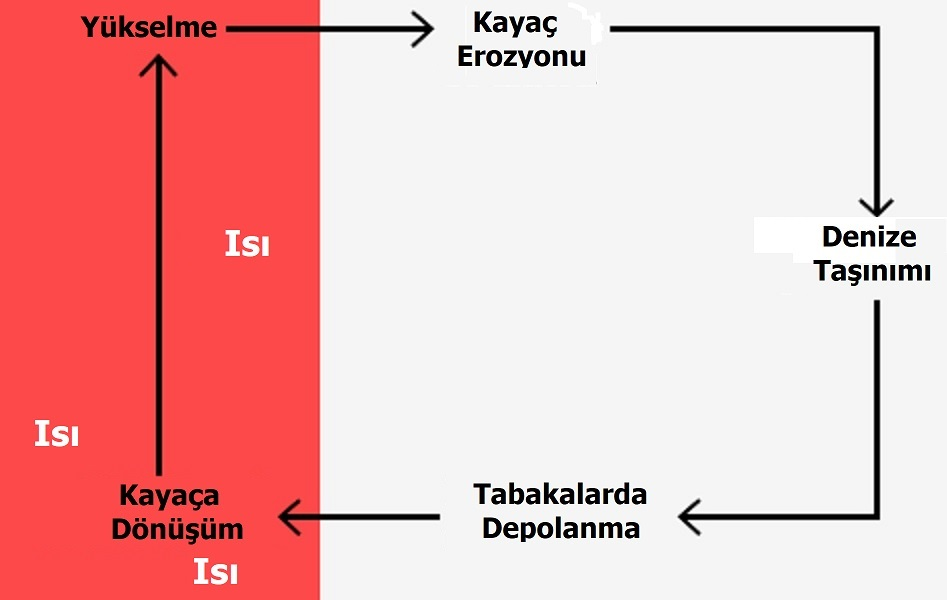 Yükselme
Kayaç
Erozyonu
Isı
Denize
Taşınımı
Isı
Kayaça
Dönüşüm
Tabakalarda
Depolanma
Isı